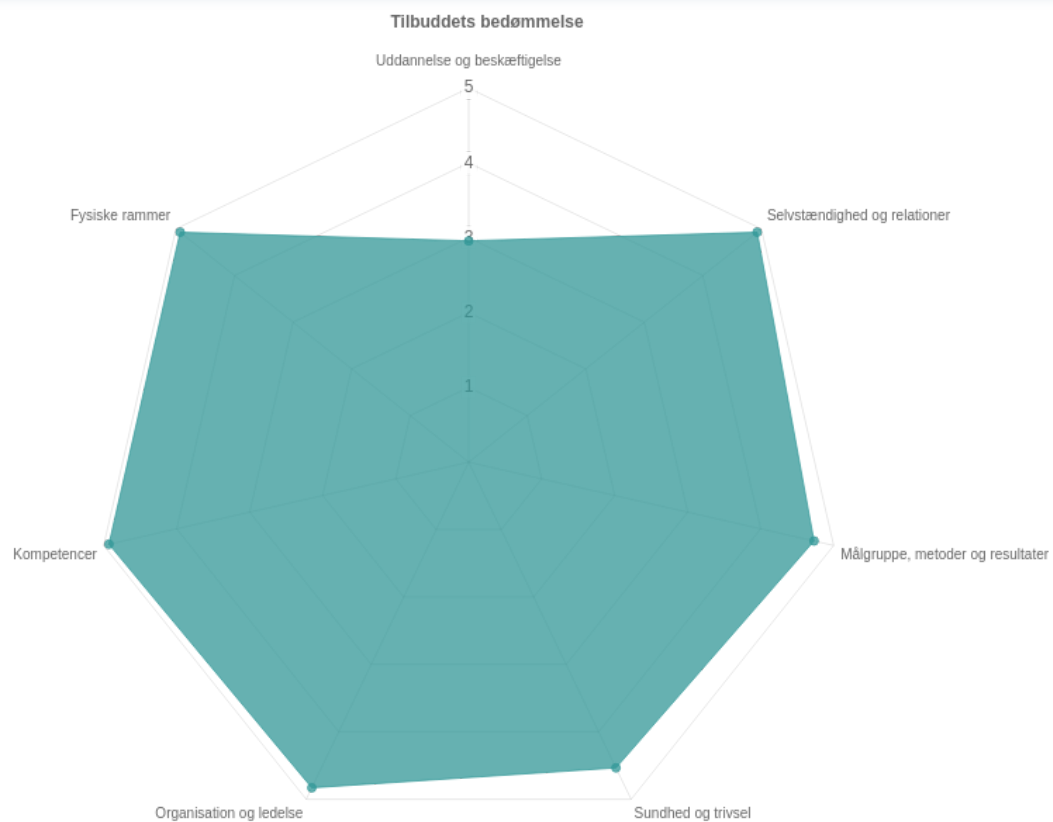 Tilbuddets bedømmelse
Uddannelse og beskæftigelse
5
4
Fysiske rammer
Selvstændighed og relationer
3
2
1
Kompetencer
Målgruppe, metoder og resultater
Organisation og ledelse
Sundhed og trivsel